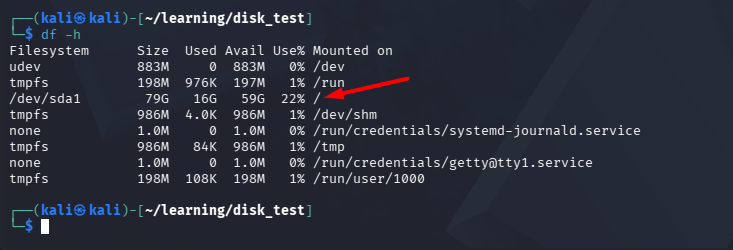 ┌──(kali㉿kali)-[~/learning/disk_test]
└─$ df -h
Filesystem      Size  Used Avail Use% Mounted on
udev            883M     0  883M   0% /dev
tmpfs           198M  976K  197M   1% /run
/dev/sda1        79G   16G   59G  22% /
tmpfs           986M  4.0K  986M   1% /dev/shm
none            1.0M     0  1.0M   0% /run/credentials/systemd-journald.service
tmpfs           986M   84K  986M   1% /tmp
none            1.0M     0  1.0M   0% /run/credentials/getty@tty1.service
tmpfs           198M  108K  198M   1% /run/user/1000
┌──(kali㉿kali)-[~/learning/disk_test]
└─$